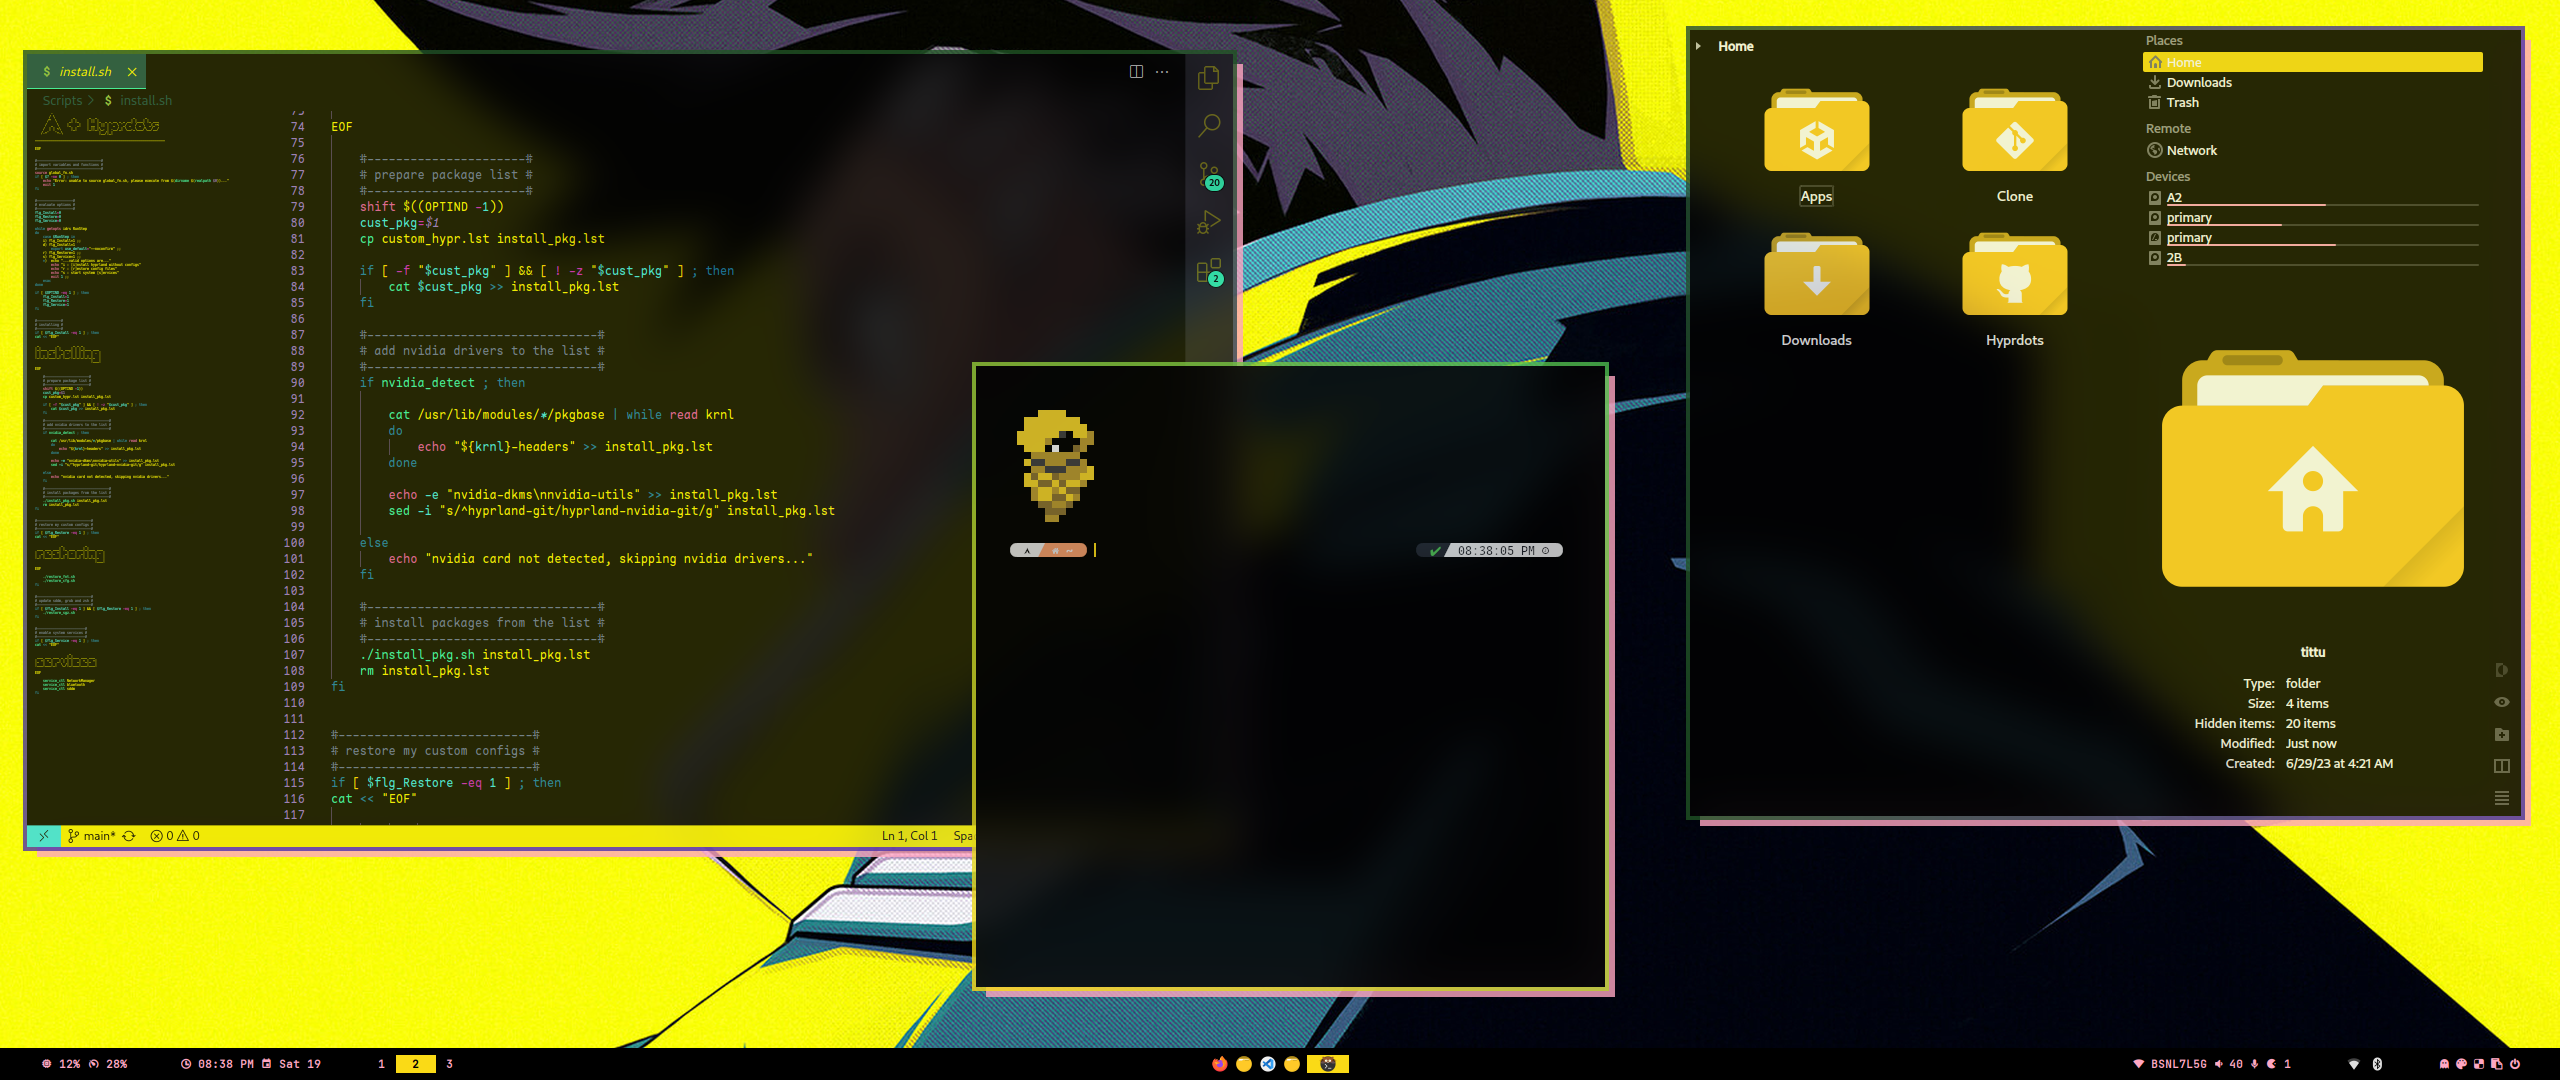 $ install.sh ×
Scripts > $ install.sh
Hyprdots
74 EOF
75
76 #----------------------#
77 # prepare package list #
78 #----------------------#
79 shift $((OPTIND -1))
80 cust_pkg=$1
81 cp custom_hypr.lst install_pkg.lst
82
83 if [ -f "$cust_pkg" ] && [ ! -z "$cust_pkg" ] ; then
84 cat $cust_pkg >> install_pkg.lst
85 fi
86
87 #--------------------------------#
88 # add nvidia drivers to the list #
89 #--------------------------------#
90 if nvidia_detect ; then
91
92 cat /usr/lib/modules/*/pkgbase | while read krnl
93 do
94 echo "${krnl}-headers" >> install_pkg.lst
95 done
96
97 echo -e "nvidia-dkms\nnvidia-utils" >> install_pkg.lst
98 sed -i "s/^hyprland-git/hyprland-nvidia-git/g" install_pkg.lst
99
100 else
101 echo "nvidia card not detected, skipping nvidia drivers..."
102 fi
103
104 #--------------------------------#
105 # install packages from the list #
106 #--------------------------------#
107 ./install_pkg.sh install_pkg.lst
108 rm install_pkg.lst
109 fi
110
111
112 #---------------------------#
113 # restore my custom configs #
114 #---------------------------#
115 if [ $flg_Restore -eq 1 ] ; then
116 cat << "EOF"
117
installing
restoring
services
20
2
main* 0 0 Ln 1, Col 1 Spa
08:38:05 PM
Home
Apps
Clone
Downloads
Hyprdots
Places
Home
Downloads
Trash
Remote
Network
Devices
A2
primary
primary
2B
tittu
Type: folder
Size: 4 items
Hidden items: 20 items
Modified: Just now
Created: 6/29/23 at 4:21 AM
12% 28% 08:38 PM Sat 19 1 2 3 BSNL7L5G 40 1